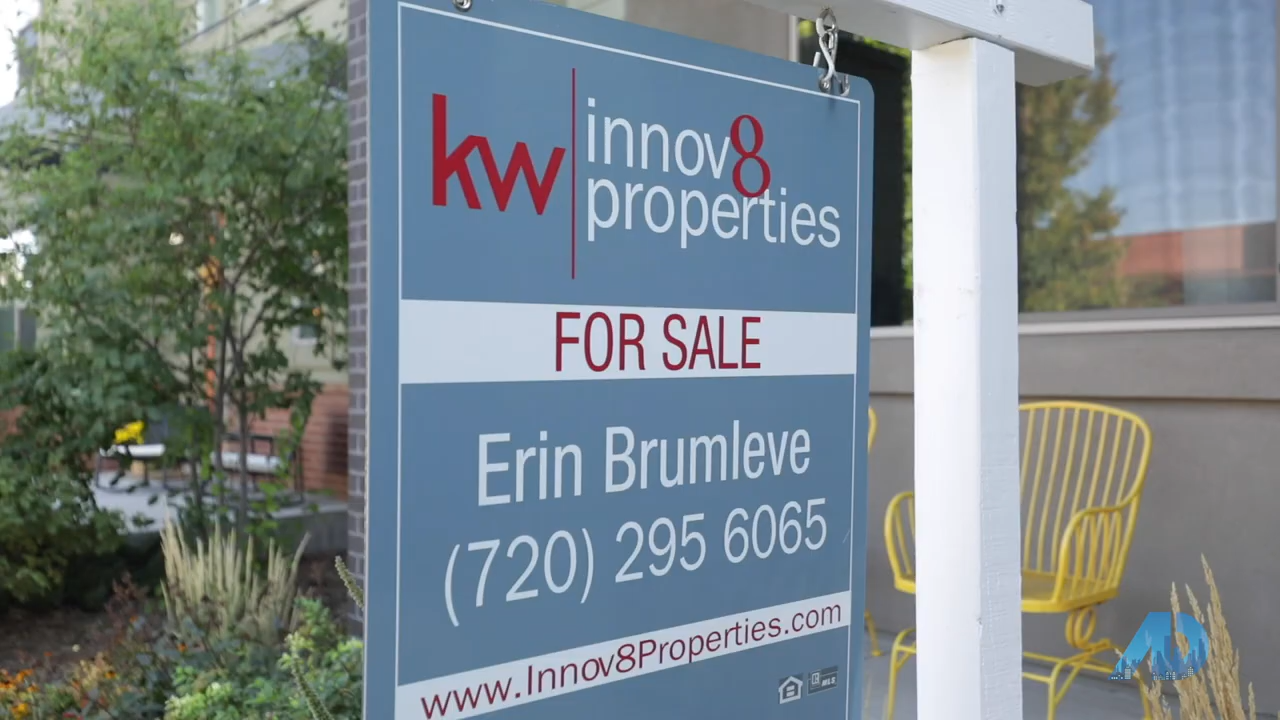 kw
innov8
properties
FOR SALE
Erin Brumleve
(720) 295 6065
www.Innov8Properties.com